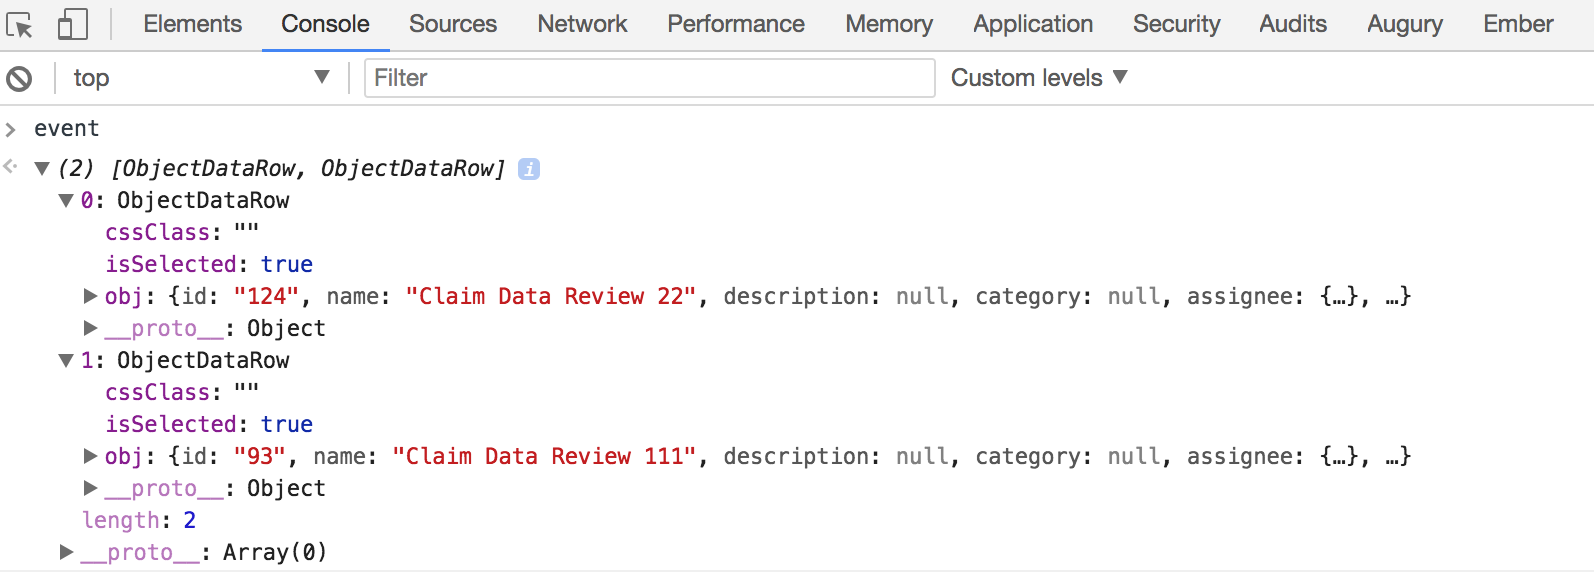 Elements Console Sources Network Performance Memory Application Security Audits Augury Ember
top Filter Custom levels
event
(2) [ObjectDataRow, ObjectDataRow] i
0: ObjectDataRow
cssClass: ""
isSelected: true
obj: {id: "124", name: "Claim Data Review 22", description: null, category: null, assignee: {…}, …}
__proto__: Object
1: ObjectDataRow
cssClass: ""
isSelected: true
obj: {id: "93", name: "Claim Data Review 111", description: null, category: null, assignee: {…}, …}
__proto__: Object
length: 2
__proto__: Array(0)